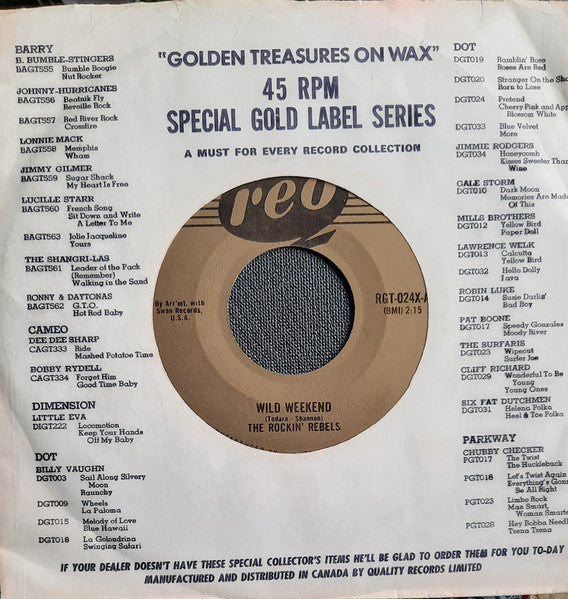 "GOLDEN TREASURES ON WAX"
45 RPM
SPECIAL GOLD LABEL SERIES
A MUST FOR EVERY RECORD COLLECTION
BARRY
B. BUMBLE-STINGERS
BAGT555 Bumble Boogie
Nut Rocker
JOHNNY-HURRICANES
BAGT556 Beatnik Fly
Reveille Rock
BAGT557 Red River Rock
Crossfire
LONNIE MACK
BAGT558 Memphis
Wham
JIMMY GILMER
BAGT559 Sugar Shack
My Heart Is Free
LUCILLE STARR
BAGT560 French Song
Sit Down and Write
A Letter To Me
BAGT563 Jolie Jacqueline
Yours
THE SHANGRI-LAS
BAGT561 Leader of the Pack
(Remember)
Walking in the Sand
RONNY & DAYTONAS
BAGT562 G.T.O.
Hot Rod Baby
CAMEO
DEE DEE SHARP
CAGT333 Ride
Mashed Potatoe Time
BOBBY RYDELL
CAGT334 Forget Him
Good Time Baby
DIMENSION
LITTLE EVA
DIGT222 Locomotion
Keep Your Hands
Off My Baby
DOT
BILLY VAUGHN
DGT003 Sail Along Silvery
Moon
Raunchy
DGT009 Wheels
La Paloma
DGT015 Melody of Love
Blue Hawaii
DGT018 La Golondrina
Swinging Safari
reo
By Arr'mt. with
Swan Records,
U.S.A.
RGT-024X-A
(BMI) 2:15
WILD WEEKEND
(Todaro - Shannon)
THE ROCKIN' REBELS
DOT
DGT019 Ramblin' Rose
Roses Are Red
DGT020 Stranger On the Sho
Born to Lose
DGT024 Pretend
Cherry Pink and App
Blossom White
DGT033 Blue Velvet
More
JIMMIE RODGERS
DGT034 Honeycomb
Kisses Sweeter Than
Wine
GALE STORM
DGT010 Dark Moon
Memories Are Made
Of This
MILLS BROTHERS
DGT012 Yellow Bird
Paper Doll
LAWRENCE WELK
DGT013 Calcutta
Yellow Bird
DGT032 Hello Dolly
Java
ROBIN LUKE
DGT014 Susie Darlin'
Bad Boy
PAT BOONE
DGT017 Speedy Gonzales
Moody River
THE SURFARIS
DGT023 Wipeout
Surfer Joe
CLIFF RICHARD
DGT029 Wonderful To Be
Young
Young Ones
SIX FAT DUTCHMEN
DGT031 Helena Polka
Heel & Toe Polka
PARKWAY
CHUBBY CHECKER
PGT017 The Twist
The Hucklebuck
PGT018 Let's Twist Again
Everything's Gonn
Be All Right
PGT023 Limbo Rock
Man Smart,
Woman Smarte
PGT026 Hey Bobba Needl
Trena Trena
IF YOUR DEALER DOESN'T HAVE THESE SPECIAL COLLECTOR'S ITEMS HE'LL BE GLAD TO ORDER THEM FOR YOU TO-DAY
MANUFACTURED AND DISTRIBUTED IN CANADA BY QUALITY RECORDS LIMITED